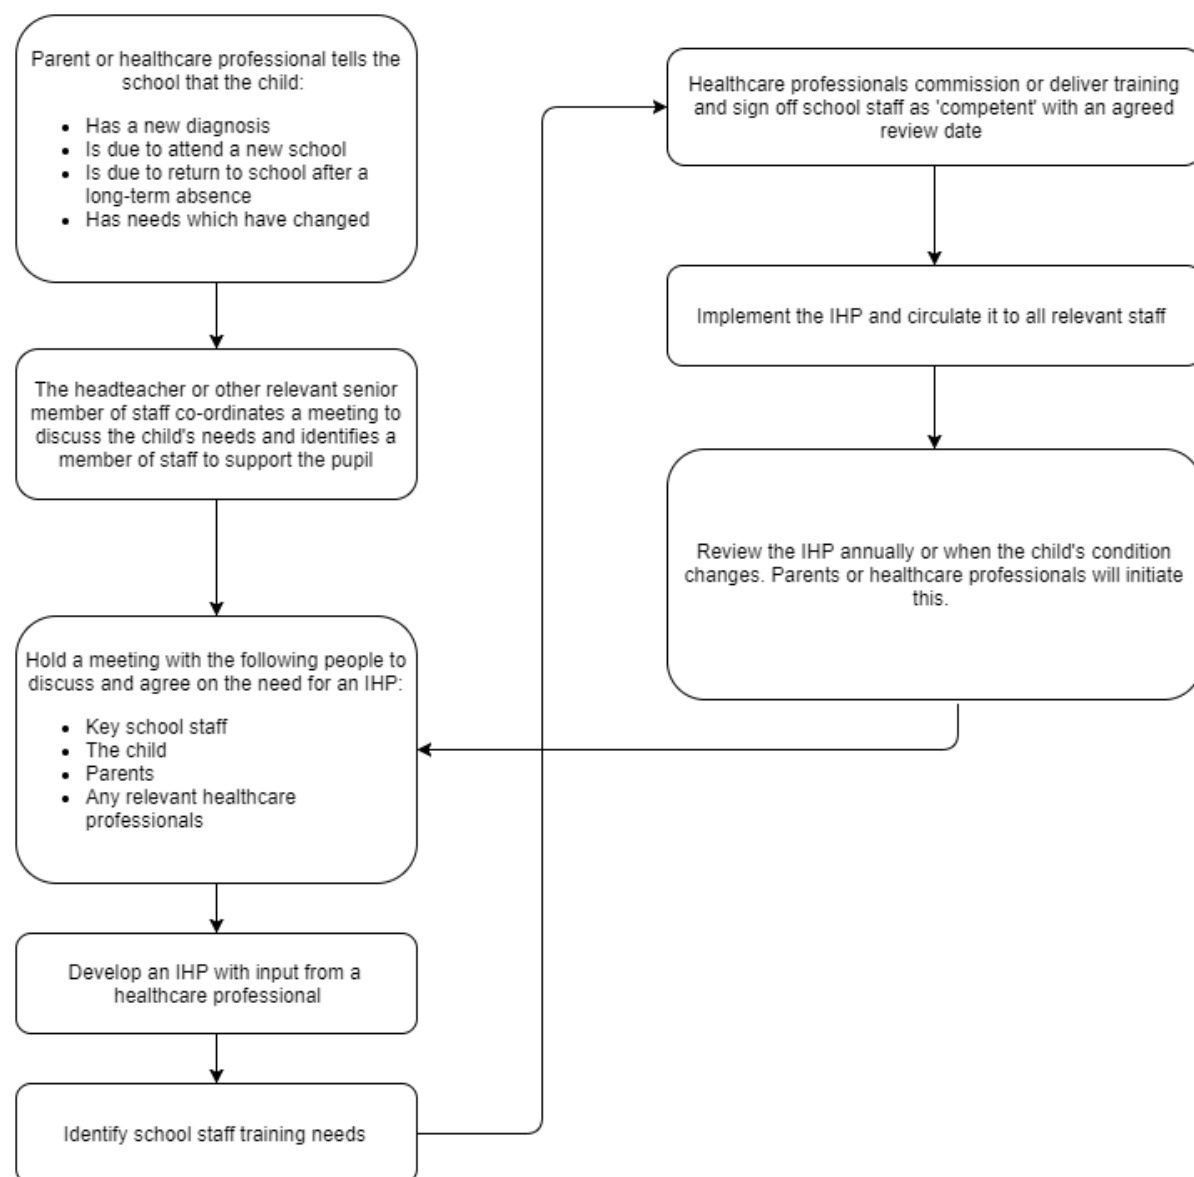 Parent or healthcare professional tells the
school that the child:
• Has a new diagnosis
• Is due to attend a new school
• Is due to return to school after a
long-term absence
• Has needs which have changed
The headteacher or other relevant senior
member of staff co-ordinates a meeting to
discuss the child's needs and identifies a
member of staff to support the pupil
Hold a meeting with the following people to
discuss and agree on the need for an IHP:
• Key school staff
• The child
• Parents
• Any relevant healthcare
professionals
Develop an IHP with input from a
healthcare professional
Identify school staff training needs
Healthcare professionals commission or deliver training
and sign off school staff as 'competent' with an agreed
review date
Implement the IHP and circulate it to all relevant staff
Review the IHP annually or when the child's condition
changes. Parents or healthcare professionals will initiate
this.